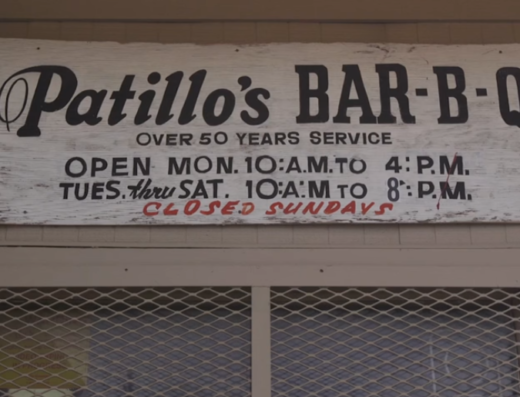 Patillo's BAR-B-Q
OVER 50 YEARS SERVICE
OPEN MON. 10:A.M. TO 4:P.M.
TUES. thru SAT. 10:A.M TO 8:P.M.
CLOSED SUNDAYS